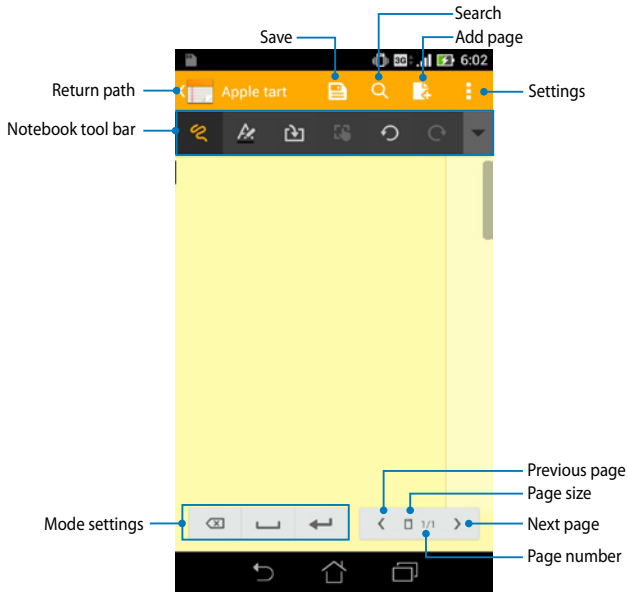 Search
Save
Add page
3G 6:02
Return path
Apple tart
Settings
Notebook tool bar
Previous page
Page size
Mode settings
1/1
Next page
Page number